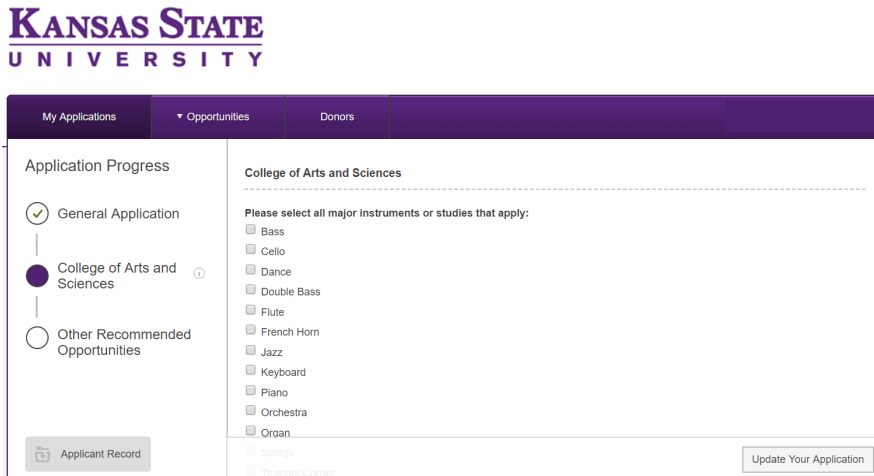 KANSAS STATE
UNIVERSITY
My Applications
▼ Opportunities
Donors
Application Progress
General Application
College of Arts and
Sciences
i
Other Recommended
Opportunities
Applicant Record
College of Arts and Sciences
Please select all major instruments or studies that apply:
Bass
Cello
Dance
Double Bass
Flute
French Horn
Jazz
Keyboard
Piano
Orchestra
Organ
Strings
Trumpet/Cornet
Update Your Application